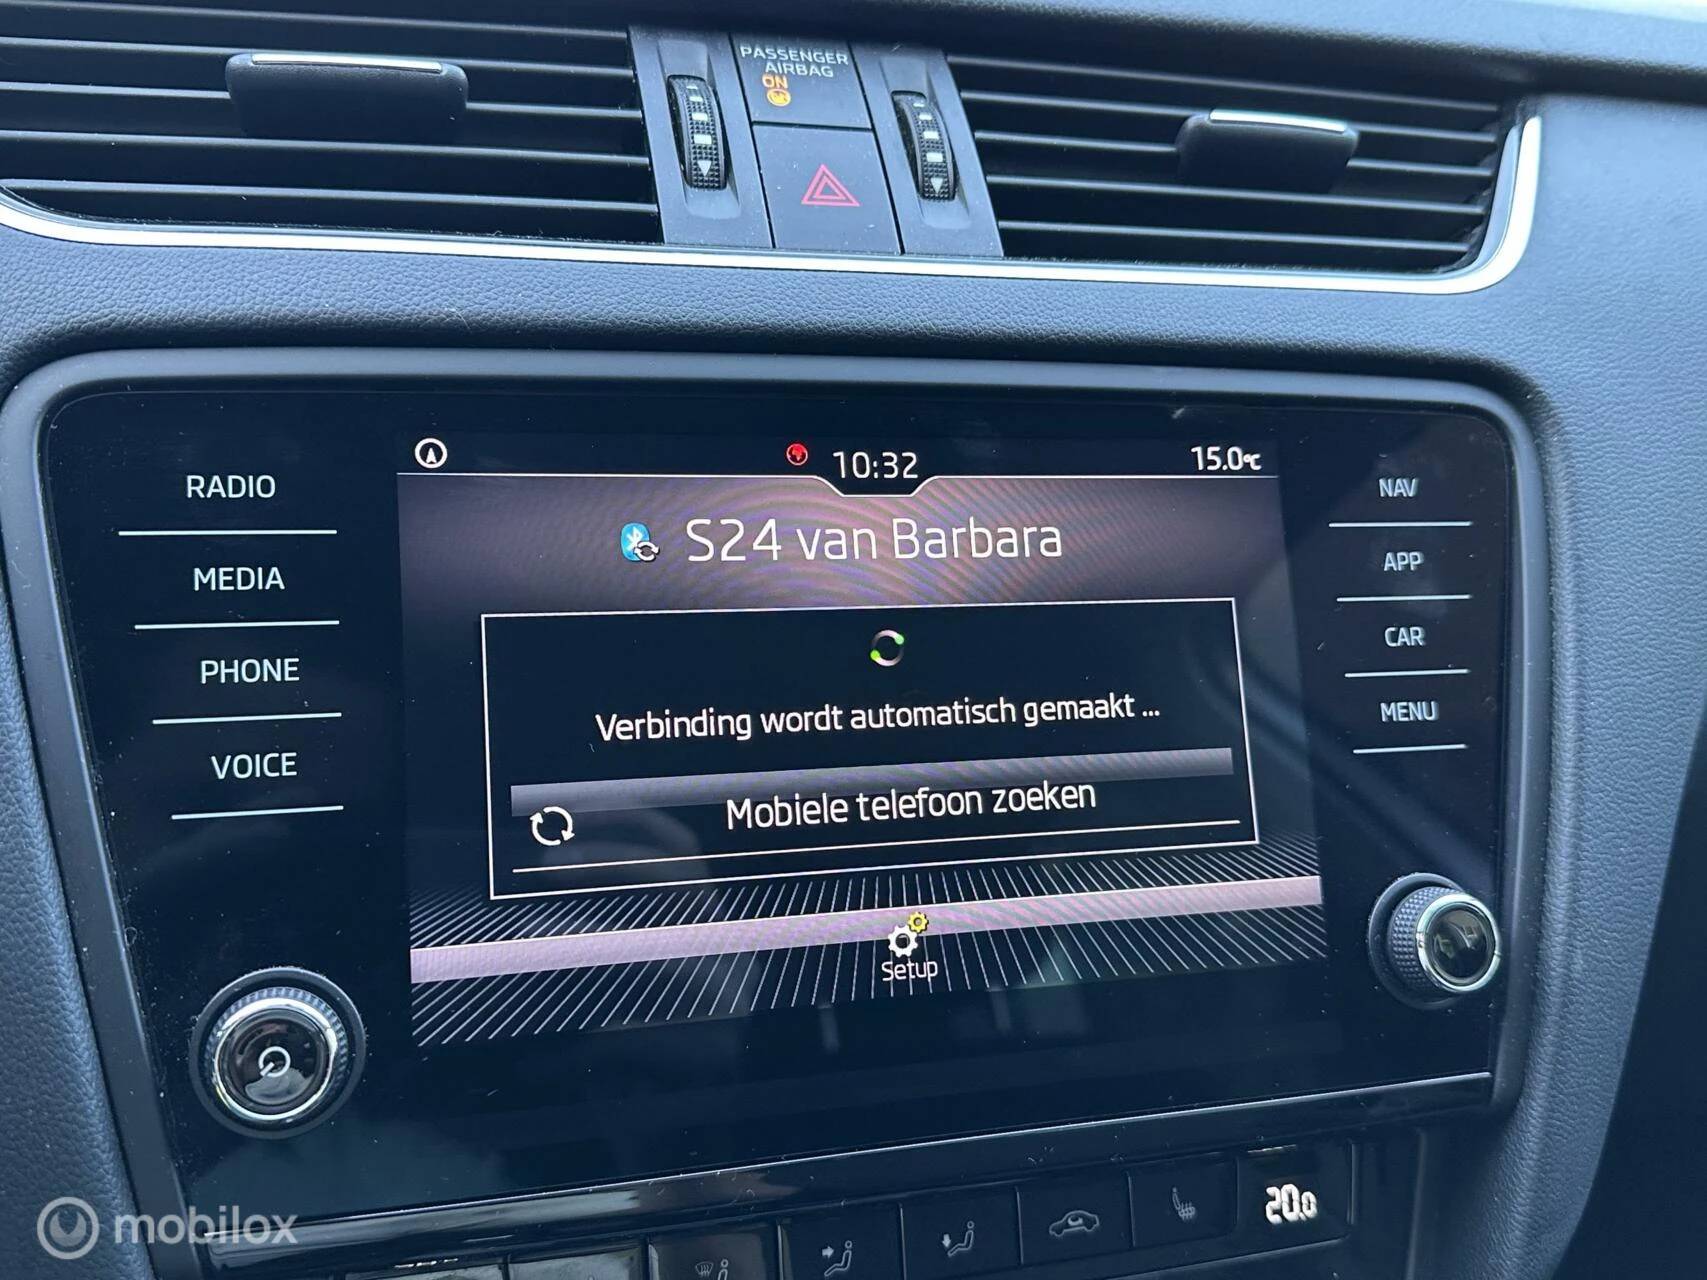 PASSENGER
AIRBAG
ON
10:32
15.0°C
S24 van Barbara
RADIO
MEDIA
PHONE
VOICE
Verbinding wordt automatisch gemaakt ...
Mobiele telefoon zoeken
Setup
NAV
APP
CAR
MENU
20.0
mobilox